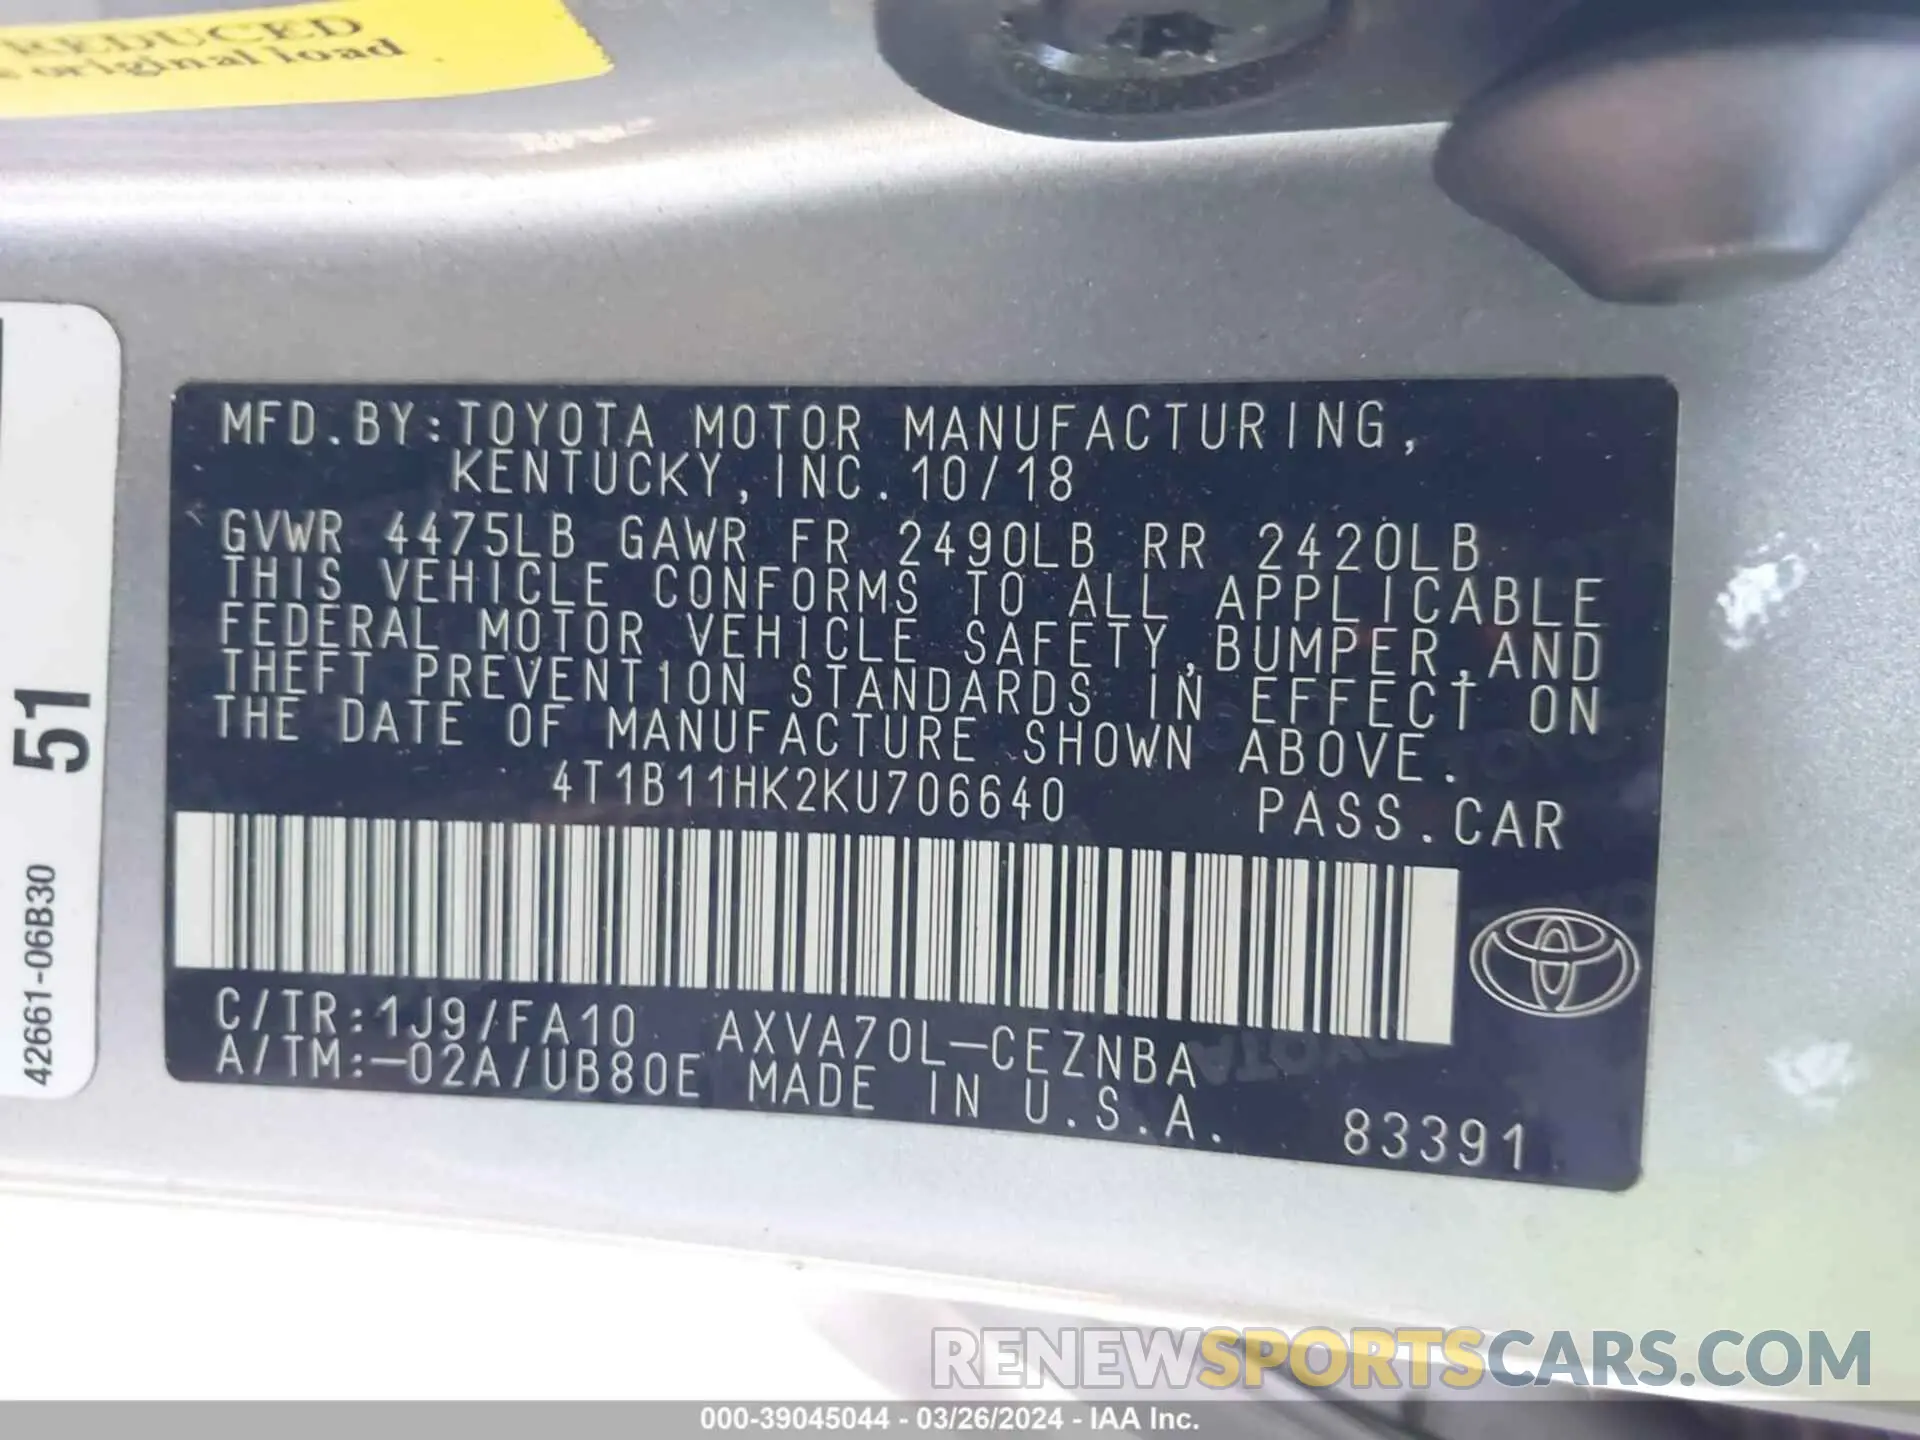 REDUCED
original load
MFD.BY:TOYOTA MOTOR MANUFACTURING,
KENTUCKY,INC.10/18
GVWR 4475LB GAWR FR 2490LB RR 2420LB
THIS VEHICLE CONFORMS TO ALL APPLICABLE
FEDERAL MOTOR VEHICLE SAFETY,BUMPER,AND
THEFT PREVENTION STANDARDS IN EFFECT ON
THE DATE OF MANUFACTURE SHOWN ABOVE.
4T1B11HK2KU706640 PASS.CAR
C/TR:1J9/FA10 AXVA70L-CEZNBA
A/TM:-02A/UB80E MADE IN U.S.A.
83391
51
42661-06B30
RENEWSPORTSCARS.COM
000-39045044 - 03/26/2024 - IAA Inc.